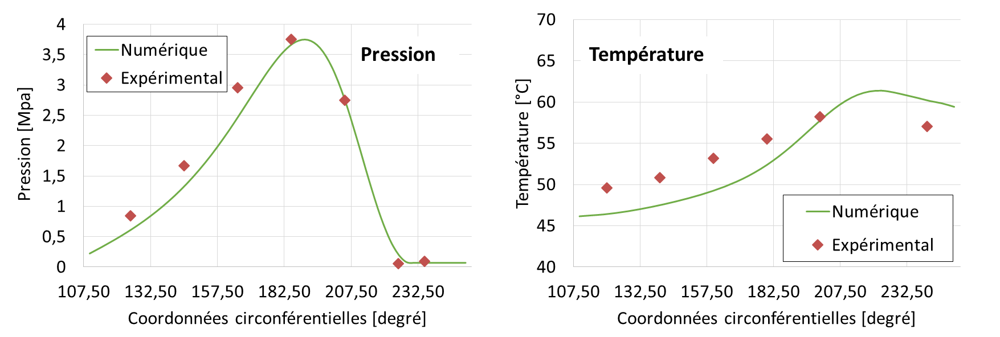 4
3,5
3
2,5
2
1,5
1
0,5
0
Pression [Mpa]
Numérique
Expérimental
Pression
107,50 132,50 157,50 182,50 207,50 232,50
Coordonnées circonférentielles [degré]
70
65
60
55
50
45
40
Température [°C]
Température
Numérique
Expérimental
107,50 132,50 157,50 182,50 207,50 232,50
Coordonnées circonférentielles [degré]